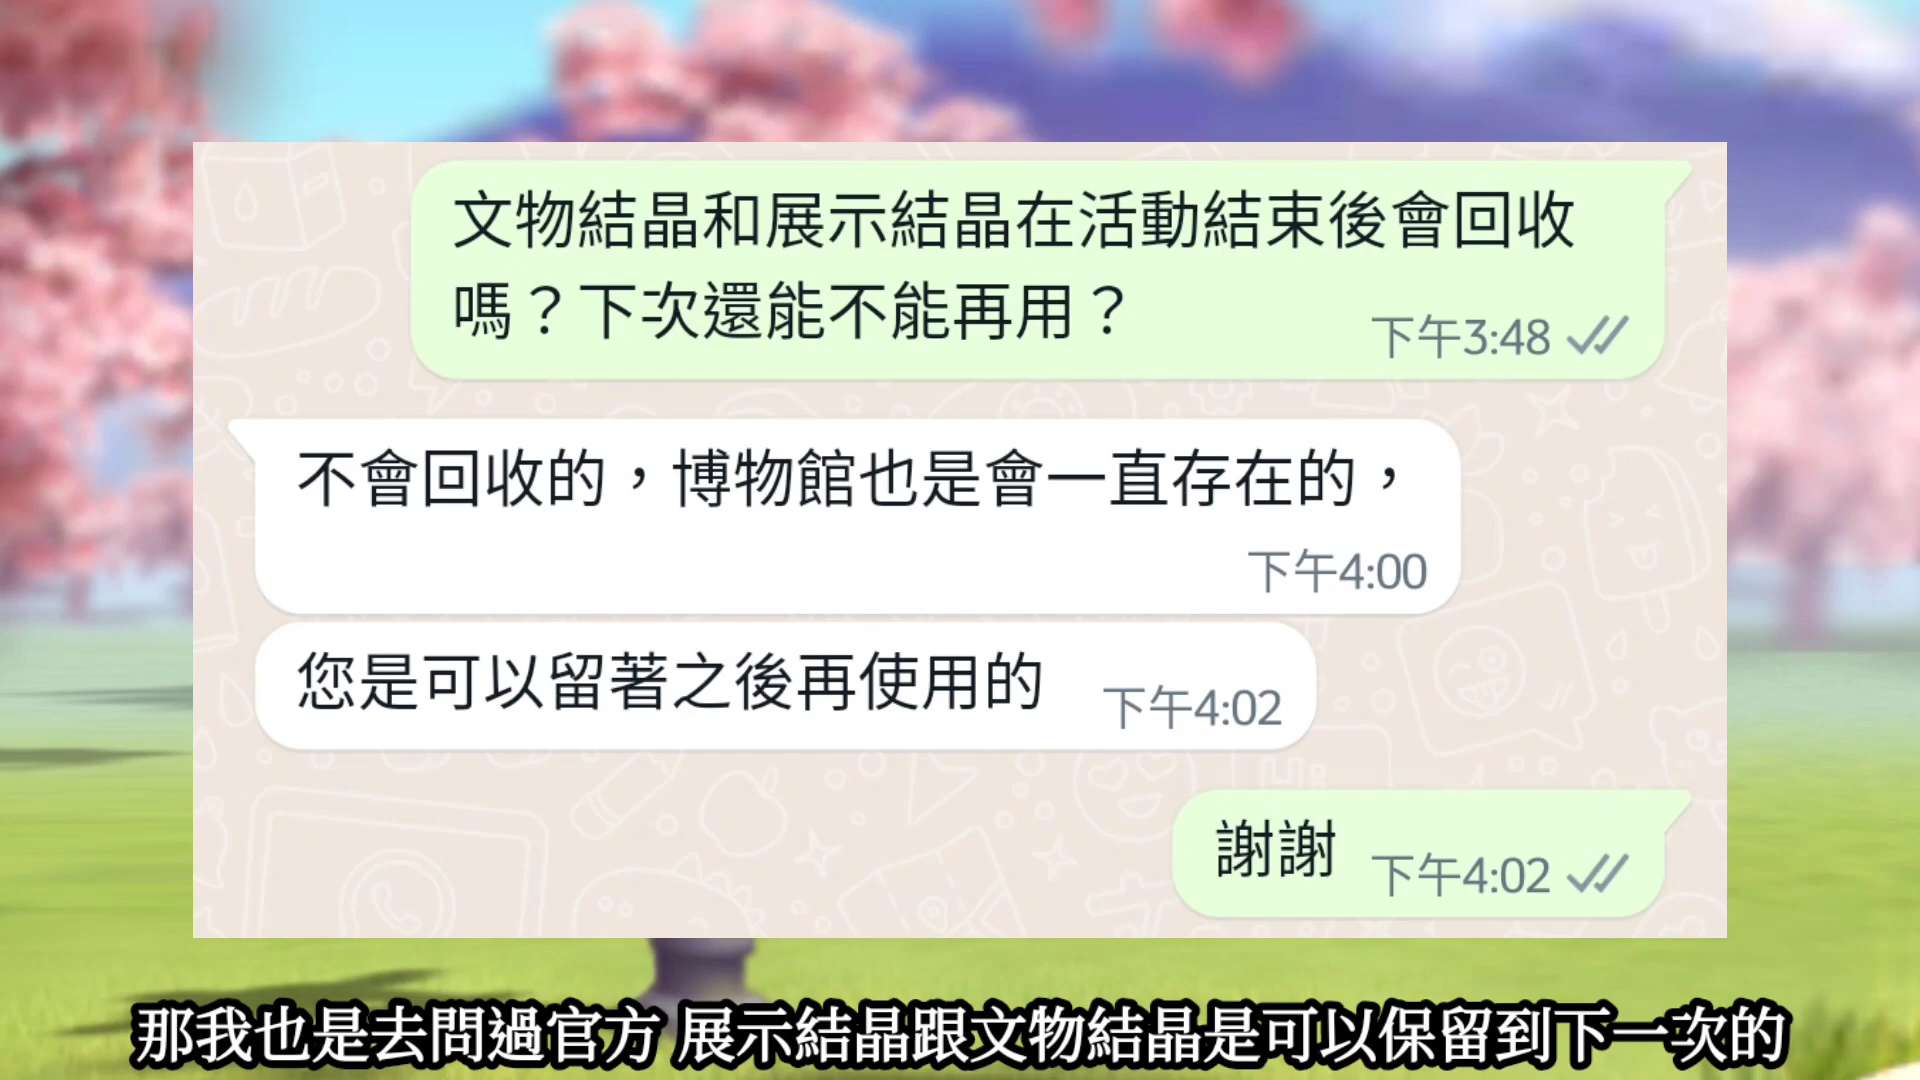 文物結晶和展示結晶在活動結束後會回收
嗎？下次還能不能再用？
下午3:48
不會回收的，博物館也是會一直存在的，
下午4:00
您是可以留著之後再使用的
下午4:02
謝謝
下午4:02
那我也是去問過官方 展示結晶跟文物結晶是可以保留到下一次的